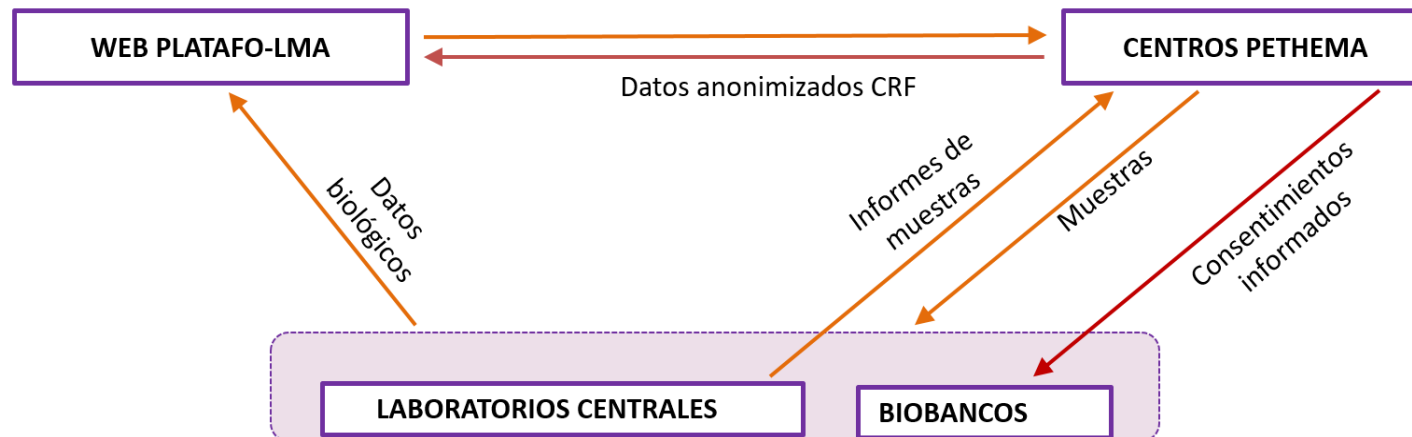 WEB PLATAFO-LMA
CENTROS PETHEMA
Datos anonimizados CRF
Datos
biológicos
Informes de
muestras
Muestras
Consentimientos
informados
LABORATORIOS CENTRALES
BIOBANCOS